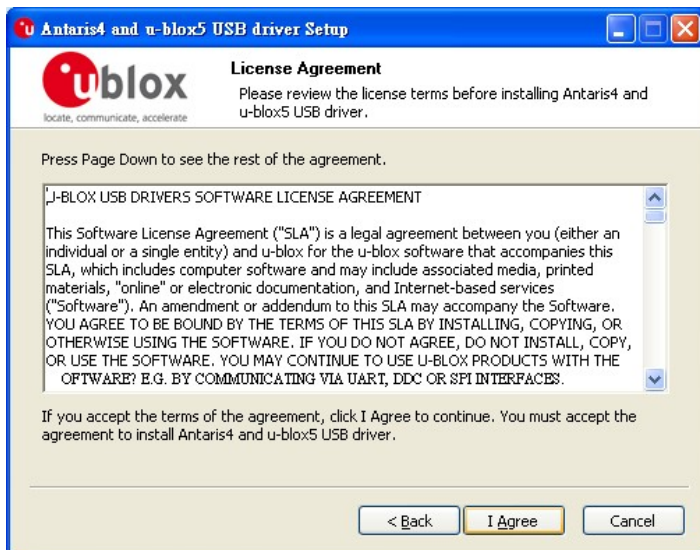 Antaris4 and u-blox5 USB driver Setup
ublox
locate, communicate, accelerate
License Agreement
Please review the license terms before installing Antaris4 and
u-blox5 USB driver.
Press Page Down to see the rest of the agreement.
U-BLOX USB DRIVERS SOFTWARE LICENSE AGREEMENT
This Software License Agreement ("SLA") is a legal agreement between you (either an
individual or a single entity) and u-blox for the u-blox software that accompanies this
SLA, which includes computer software and may include associated media, printed
materials, "online" or electronic documentation, and Internet-based services
("Software"). An amendment or addendum to this SLA may accompany the Software.
YOU AGREE TO BE BOUND BY THE TERMS OF THIS SLA BY INSTALLING, COPYING, OR
OTHERWISE USING THE SOFTWARE. IF YOU DO NOT AGREE, DO NOT INSTALL, COPY,
OR USE THE SOFTWARE. YOU MAY CONTINUE TO USE U-BLOX PRODUCTS WITH THE
OFTWARE? E.G. BY COMMUNICATING VIA UART, DDC OR SPI INTERFACES.
If you accept the terms of the agreement, click I Agree to continue. You must accept the
agreement to install Antaris4 and u-blox5 USB driver.
< Back
I Agree
Cancel